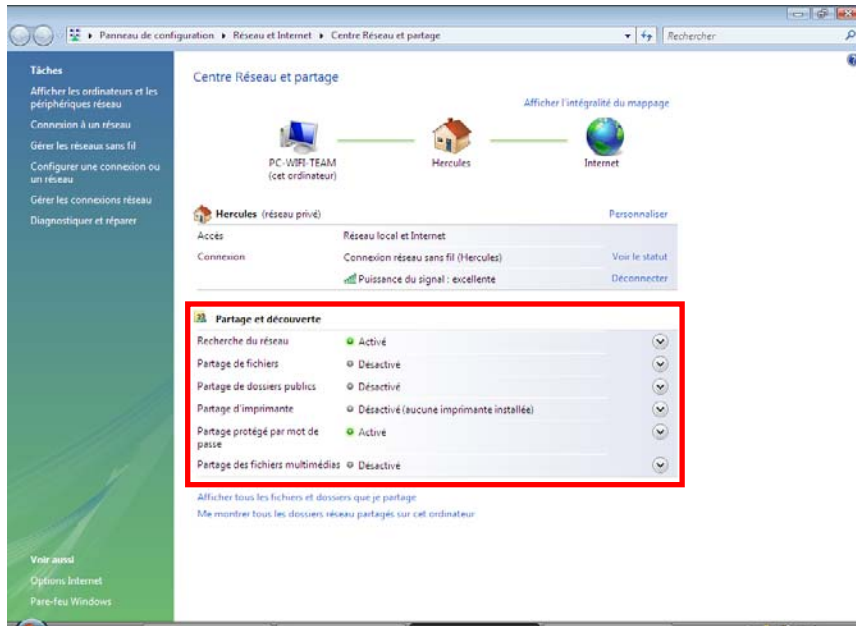 Panneau de configuration ▸ Réseau et Internet ▸ Centre Réseau et partage
Rechercher
Tâches
Afficher les ordinateurs et les
périphériques réseau
Connexion à un réseau
Gérer les réseaux sans fil
Configurer une connexion ou
un réseau
Gérer les connexions réseau
Diagnostiquer et réparer
Voir aussi
Options Internet
Pare-feu Windows
Centre Réseau et partage
Afficher l'intégralité du mappage
PC-WIFI-TEAM
(cet ordinateur)
Hercules
Internet
Hercules (réseau privé) Personnaliser
Accès Réseau local et Internet
Connexion Connexion réseau sans fil (Hercules) Voir le statut
Puissance du signal : excellente Déconnecter
Partage et découverte
Recherche du réseau Activé
Partage de fichiers Désactivé
Partage de dossiers publics Désactivé
Partage d'imprimante Désactivé (aucune imprimante installée)
Partage protégé par mot de Activé
passe
Partage des fichiers multimédias Désactivé
Afficher tous les fichiers et dossiers que je partage
Me montrer tous les dossiers réseau partagés sur cet ordinateur